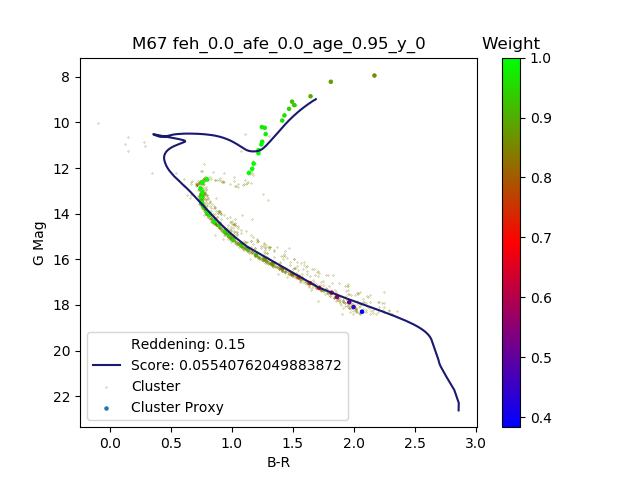 M67 feh_0.0_afe_0.0_age_0.95_y_0
Weight
8
10
12
14
16
18
20
22
G Mag
0.0
0.5
1.0
1.5
2.0
2.5
3.0
B-R
Reddening: 0.15
Score: 0.05540762049883872
Cluster
Cluster Proxy
1.0
0.9
0.8
0.7
0.6
0.5
0.4